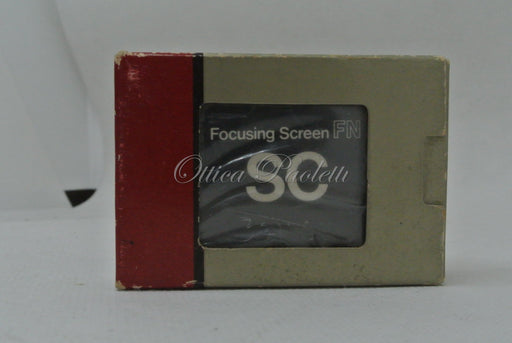 Focusing Screen FN
SC
Ottica Paoletti